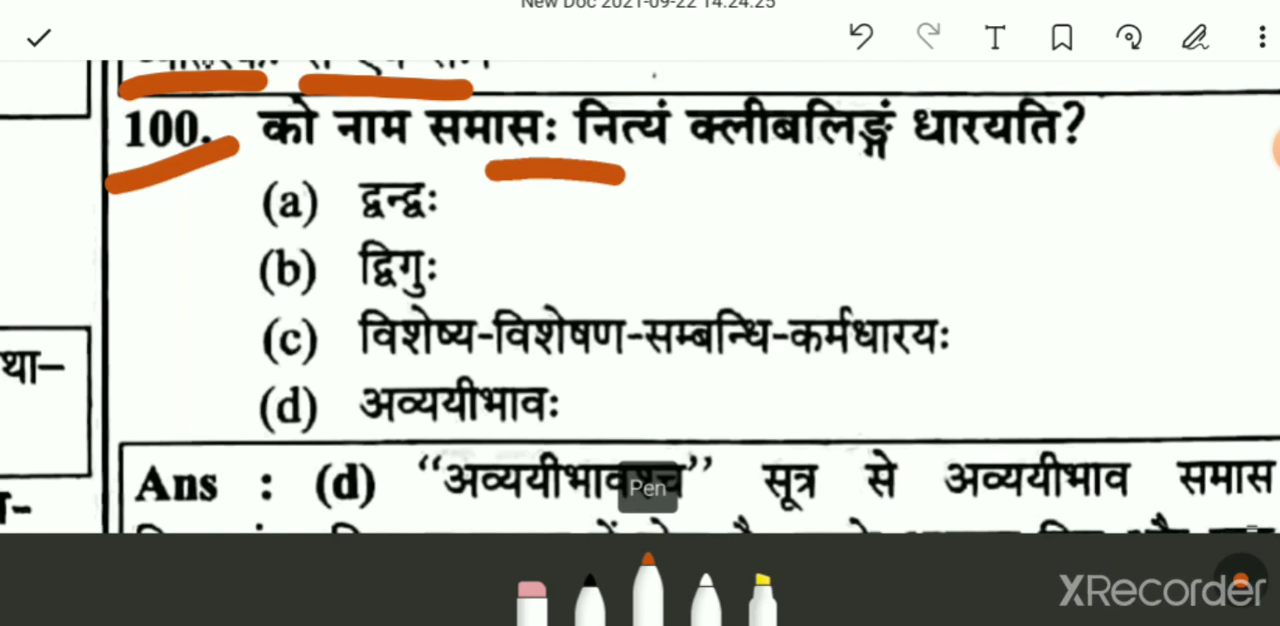 New Doc 2021-09-22 14.24.25
T
100. को नाम समासः नित्यं क्लीबलिङ्गं धारयति?
(a) द्वन्द्वः
(b) द्विगुः
(c) विशेष्य-विशेषण-सम्बन्धि-कर्मधारयः
(d) अव्ययीभावः
था–
Ans : (d) “अव्ययीभावश्च” सूत्र से अव्ययीभाव समास
Pen
XRecorder